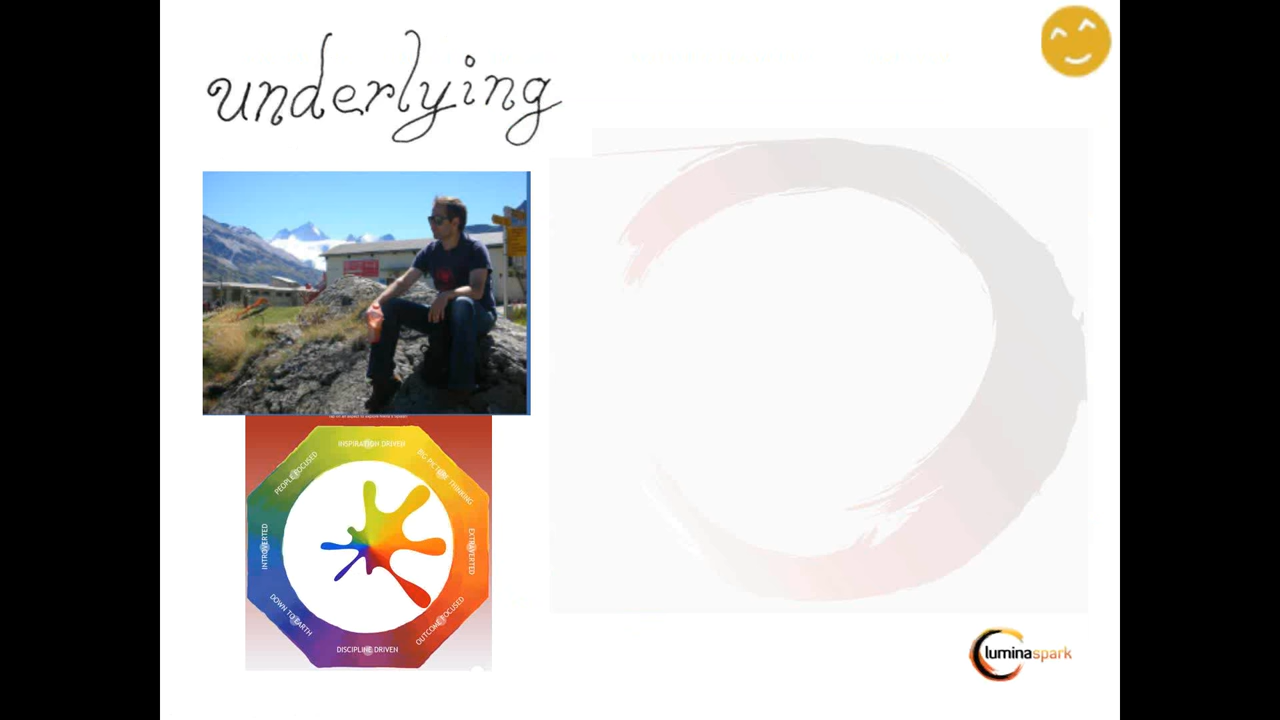 underlying
INSPIRATION DRIVEN
BIG PICTURE THINKING
PEOPLE FOCUSED
INTROVERTED
EXTRAVERTED
DOWN TO EARTH
OUTCOME FOCUSED
DISCIPLINE DRIVEN
luminaspark